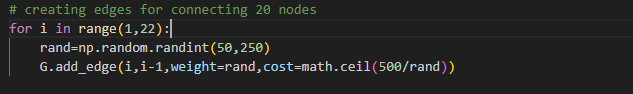 # creating edges for connecting 20 nodes
for i in range(1,22):
    rand=np.random.randint(50,250)
    G.add_edge(i,i-1,weight=rand,cost=math.ceil(500/rand))